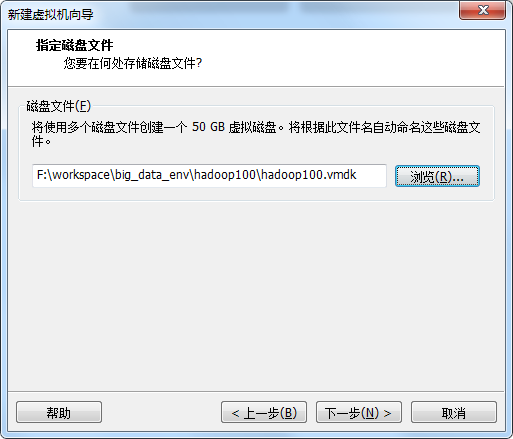 新建虚拟机向导
指定磁盘文件
您要在何处存储磁盘文件?
磁盘文件(F)
将使用多个磁盘文件创建一个 50 GB 虚拟磁盘。将根据此文件名自动命名这些磁盘文
件。
F:\workspace\big_data_env\hadoop100\hadoop100.vmdk
浏览(R)...
帮助
< 上一步(B)
下一步(N) >
取消